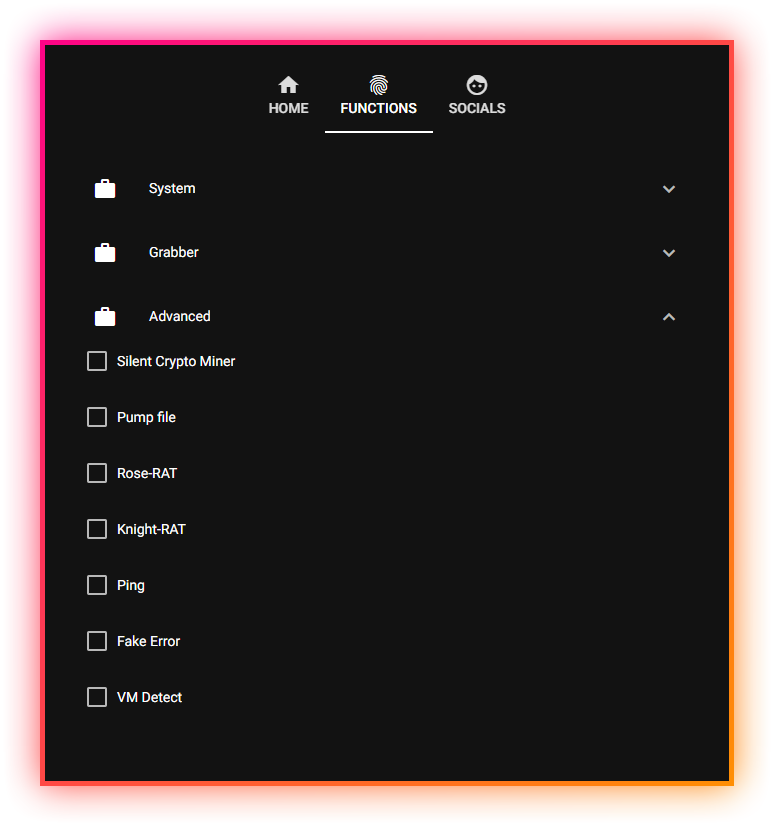 HOME FUNCTIONS SOCIALS
System
Grabber
Advanced
Silent Crypto Miner
Pump file
Rose-RAT
Knight-RAT
Ping
Fake Error
VM Detect